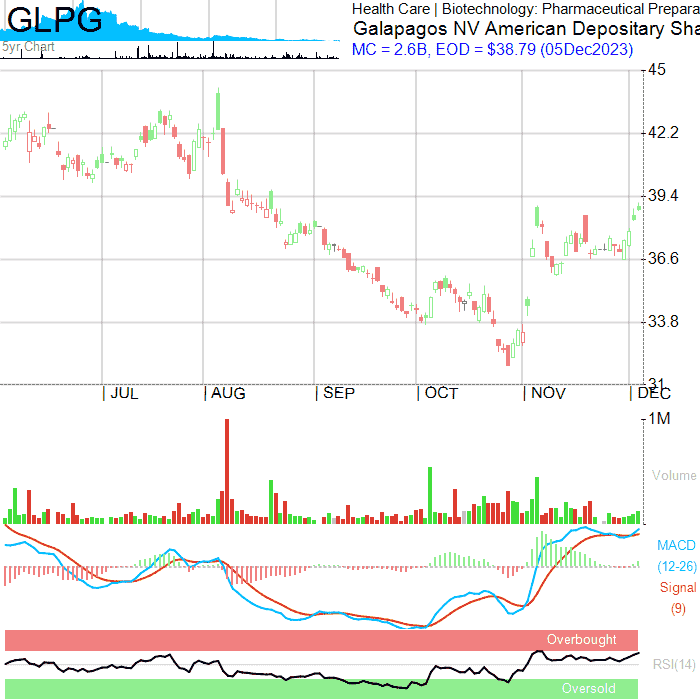 GLPG
5yr Chart
Health Care | Biotechnology: Pharmaceutical Prepara
Galapagos NV American Depositary Sha
MC = 2.6B, EOD = $38.79 (05Dec2023)
45
42.2
39.4
36.6
33.8
31
| JUL | AUG | SEP | OCT | NOV | DEC
1M
Volume
MACD
(12-26)
Signal
(9)
Overbought
RSI(14)
Oversold